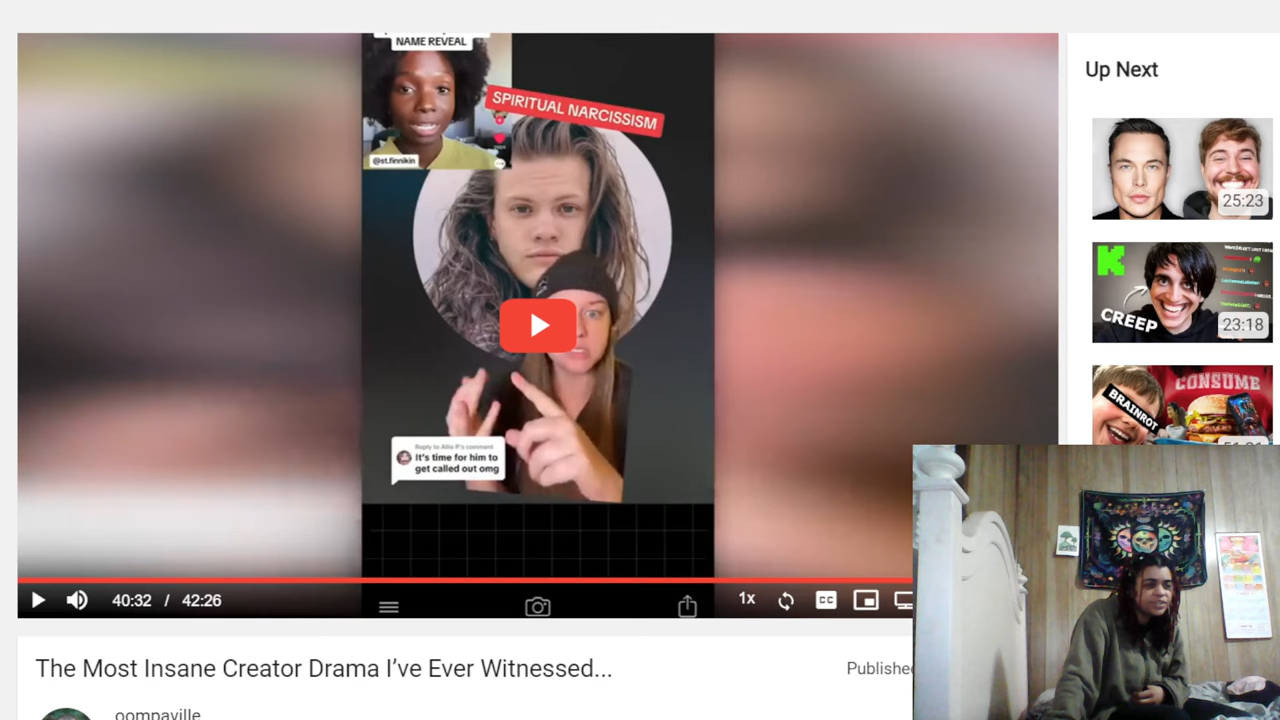 NAME REVEAL
SPIRITUAL NARCISSISM
@st.finnikin
Reply to Allie P's comment
It's time for him to
get called out omg
40:32 / 42:26
1x
CC
The Most Insane Creator Drama I've Ever Witnessed...
Published
oompaville
Up Next
25:23
K
CREEP
23:18
BRAINROT
CONSUME